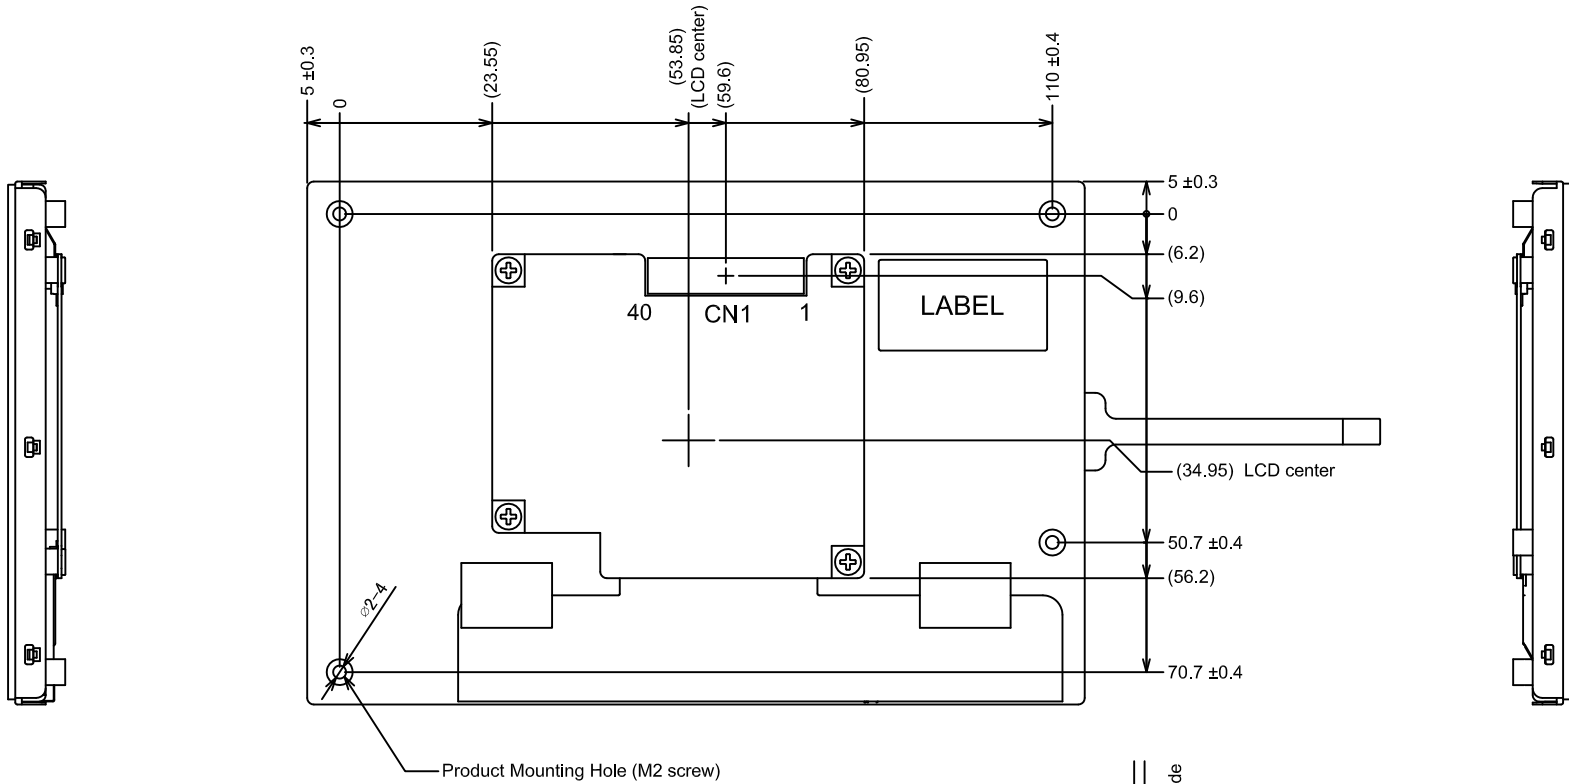 5 ±0.3
0
(23.55)
(53.85)
(LCD center)
(59.6)
(80.95)
110 ±0.4
5 ±0.3
0
(6.2)
(9.6)
40
CN1
1
LABEL
(34.95) LCD center
50.7 ±0.4
(56.2)
⌀2-4
70.7 ±0.4
Product Mounting Hole (M2 screw)
de